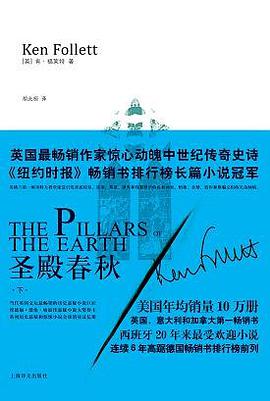 Ken Follett
[英] 肯·福莱特
英国最畅销作家惊心动魄中世纪传奇史诗
《纽约时报》畅销书排行榜长篇小说冠军
THE PILLARS OF
THE EARTH
圣殿春秋
Ken Follett
·下·
美国年均销量 10 万册
英国、意大利和加拿大第一畅销书
西班牙 20 年来最受欢迎小说
连续 6 年高踞德国畅销书排行榜前列
上海译文出版社